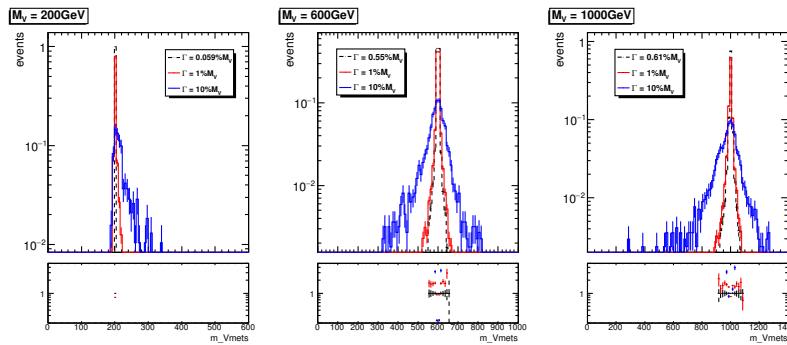 M_V = 200GeV
events
1
10^-1
10^-2
Γ = 0.059%M_V
Γ = 1%M_V
Γ = 10%M_V
1
0 100 200 300 400 500 600
m_Vmets
M_V = 600GeV
events
1
10^-1
10^-2
Γ = 0.55%M_V
Γ = 1%M_V
Γ = 10%M_V
1
0 100 200 300 400 500 600 700 800 900 1000
m_Vmets
M_V = 1000GeV
events
1
10^-1
10^-2
Γ = 0.61%M_V
Γ = 1%M_V
Γ = 10%M_V
1
0 200 400 600 800 1000 1200
m_Vmets